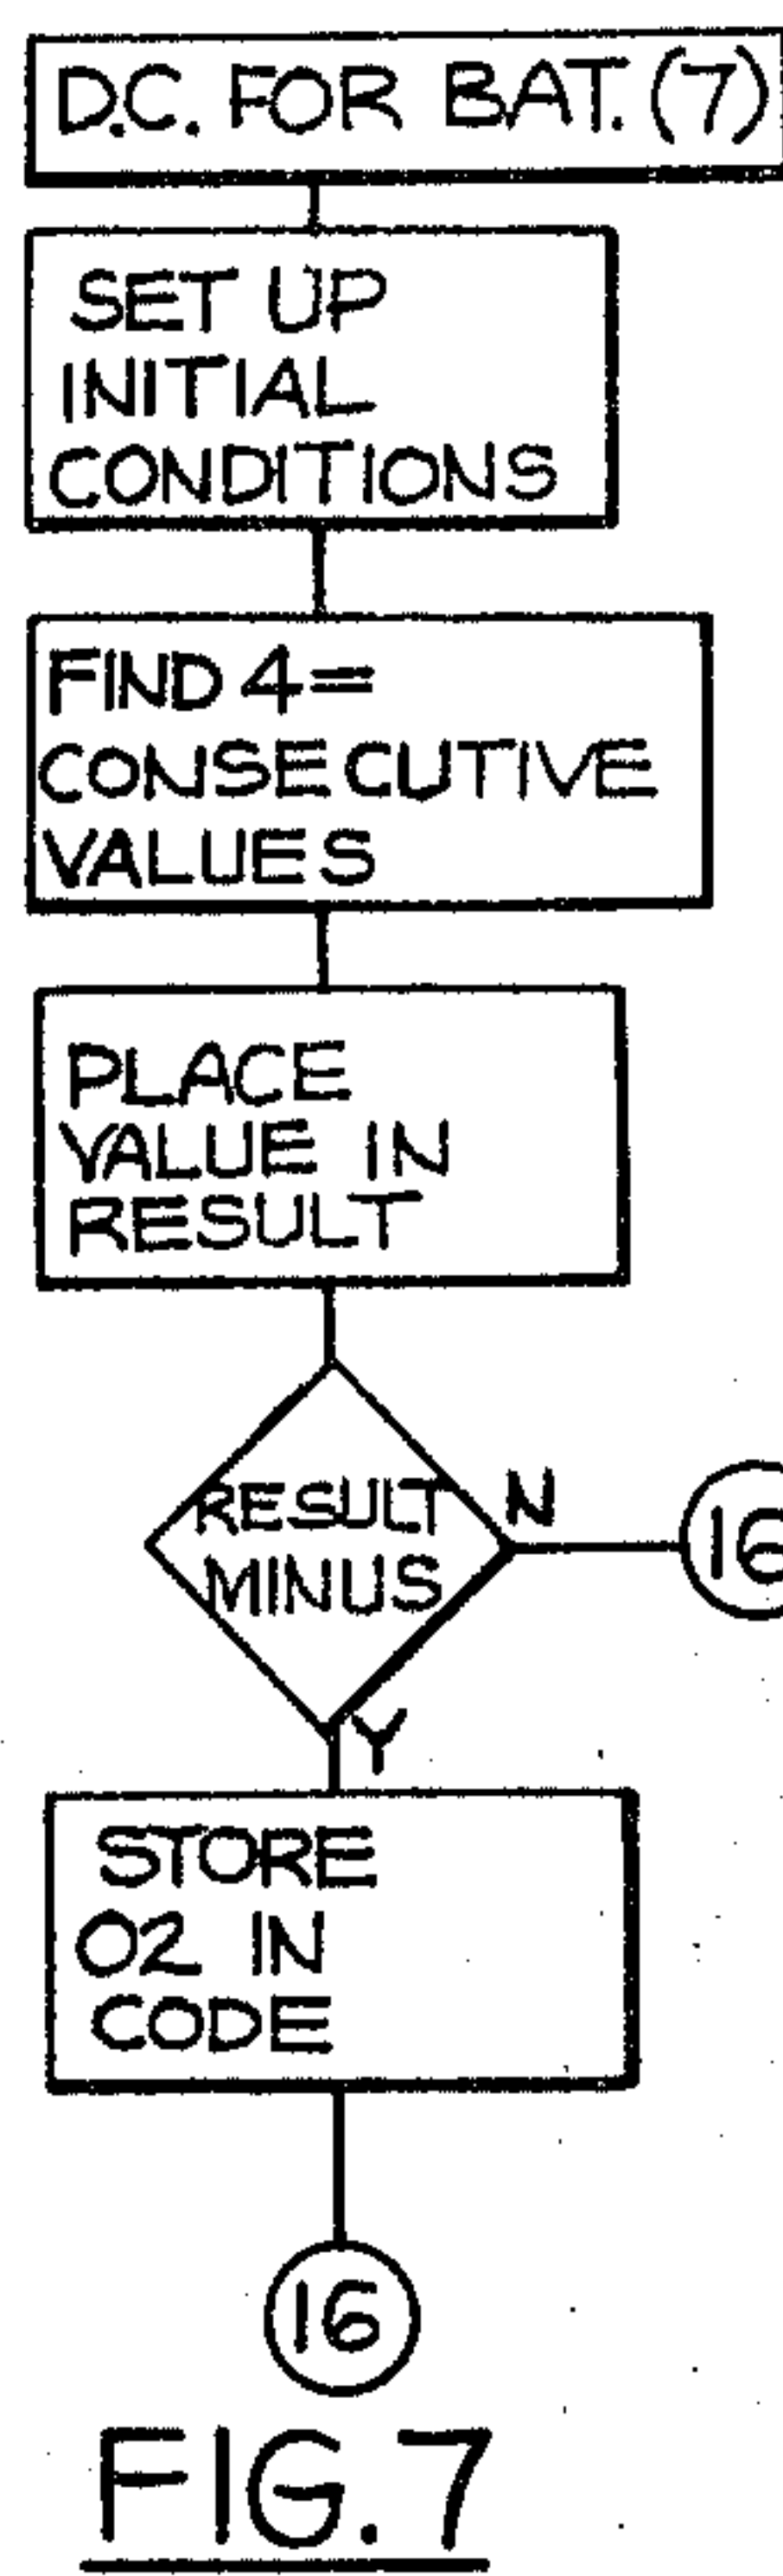 D.C. FOR BAT. (7)
SET UP
INITIAL
CONDITIONS
FIND 4=
CONSECUTIVE
VALUES
PLACE
VALUE IN
RESULT
RESULT
MINUS
N
16
Y
STORE
02 IN
CODE
16
FIG. 7